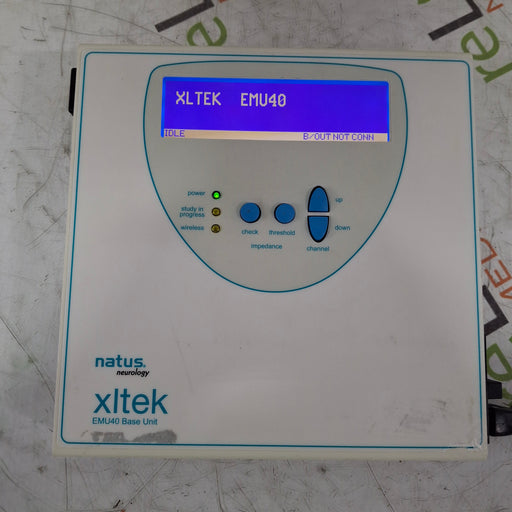 XLTEK EMU40
IDLE B/OUT NOT CONN
power
up
study in
progress
wireless
check
threshold
down
impedance
channel
natus.
neurology
xltek
EMU40 Base Unit